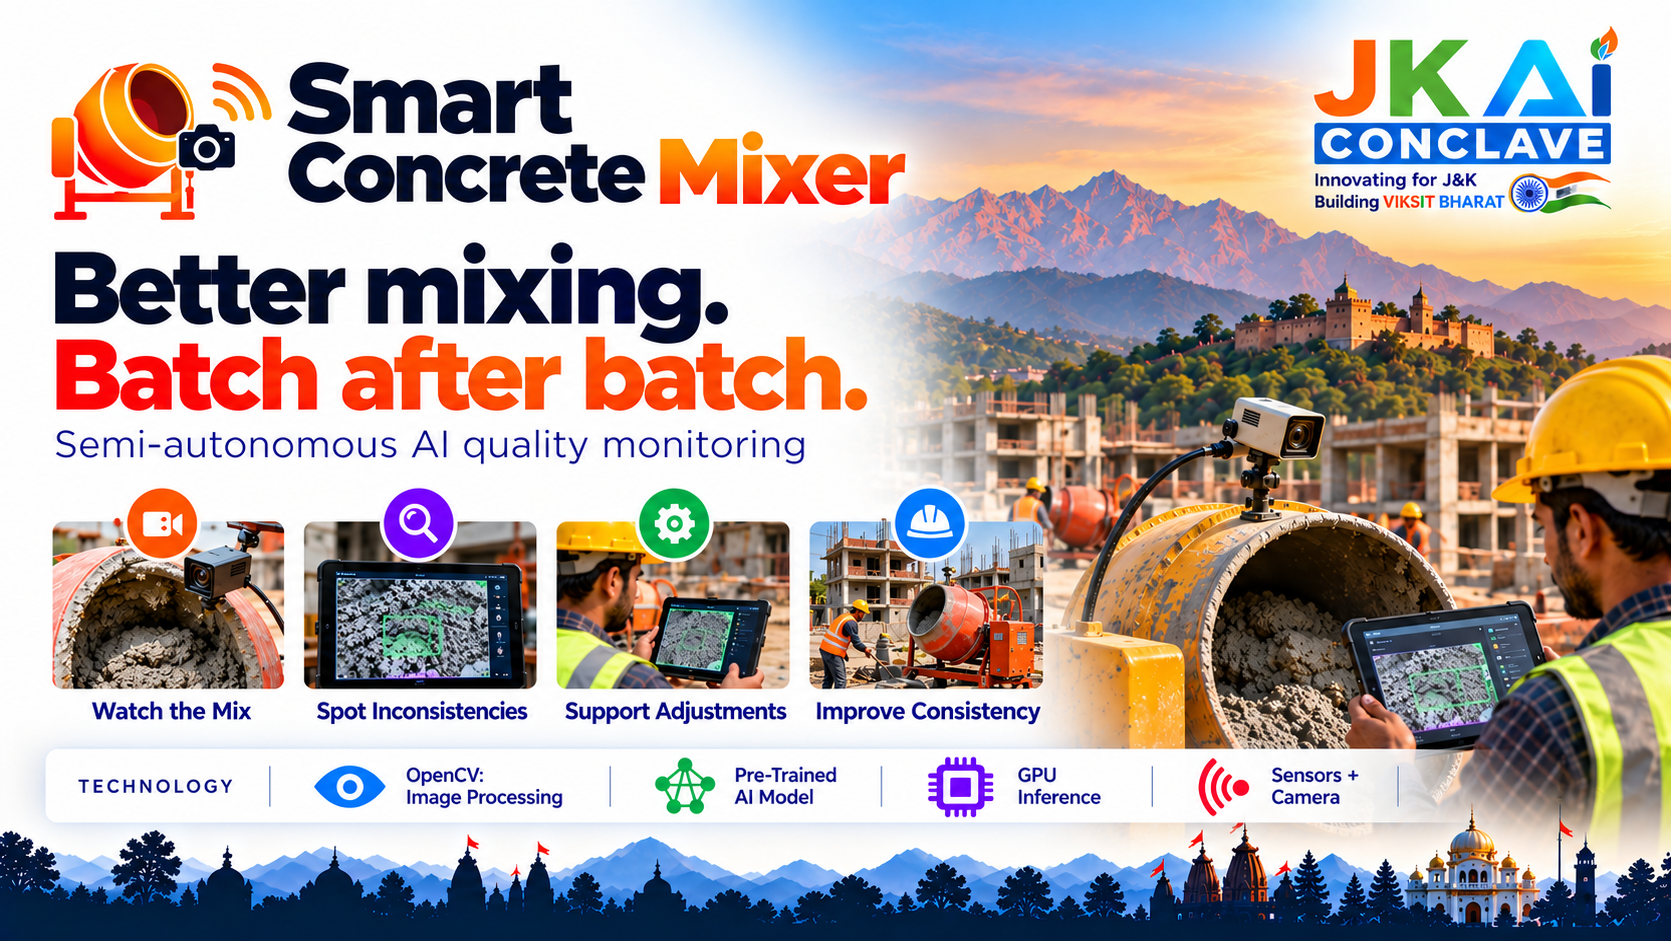 Smart
Concrete Mixer
JK Ai
CONCLAVE
Innovating for J&K
Building VIKSIT BHARAT
Better mixing.
Batch after batch.
Semi-autonomous AI quality monitoring
Watch the Mix
Spot Inconsistencies
Support Adjustments
Improve Consistency
TECHNOLOGY
OpenCV:
Image Processing
Pre-Trained
AI Model
GPU
Inference
Sensors +
Camera